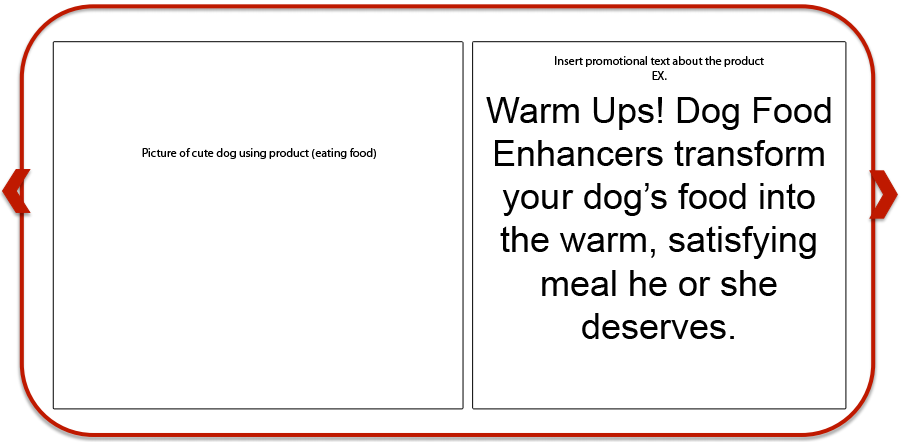 Picture of cute dog using product (eating food)
Insert promotional text about the product
EX.
Warm Ups! Dog Food
Enhancers transform
your dog’s food into
the warm, satisfying
meal he or she
deserves.